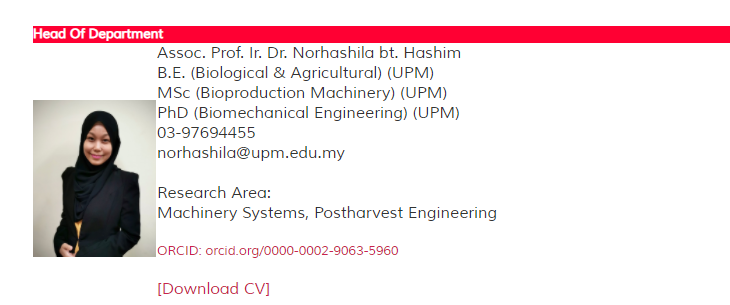 Head Of Department
Assoc. Prof. Ir. Dr. Norhashila bt. Hashim
B.E. (Biological & Agricultural) (UPM)
MSc (Bioproduction Machinery) (UPM)
PhD (Biomechanical Engineering) (UPM)
03-97694455
norhashila@upm.edu.my
Research Area:
Machinery Systems, Postharvest Engineering
ORCID: orcid.org/0000-0002-9063-5960
[Download CV]